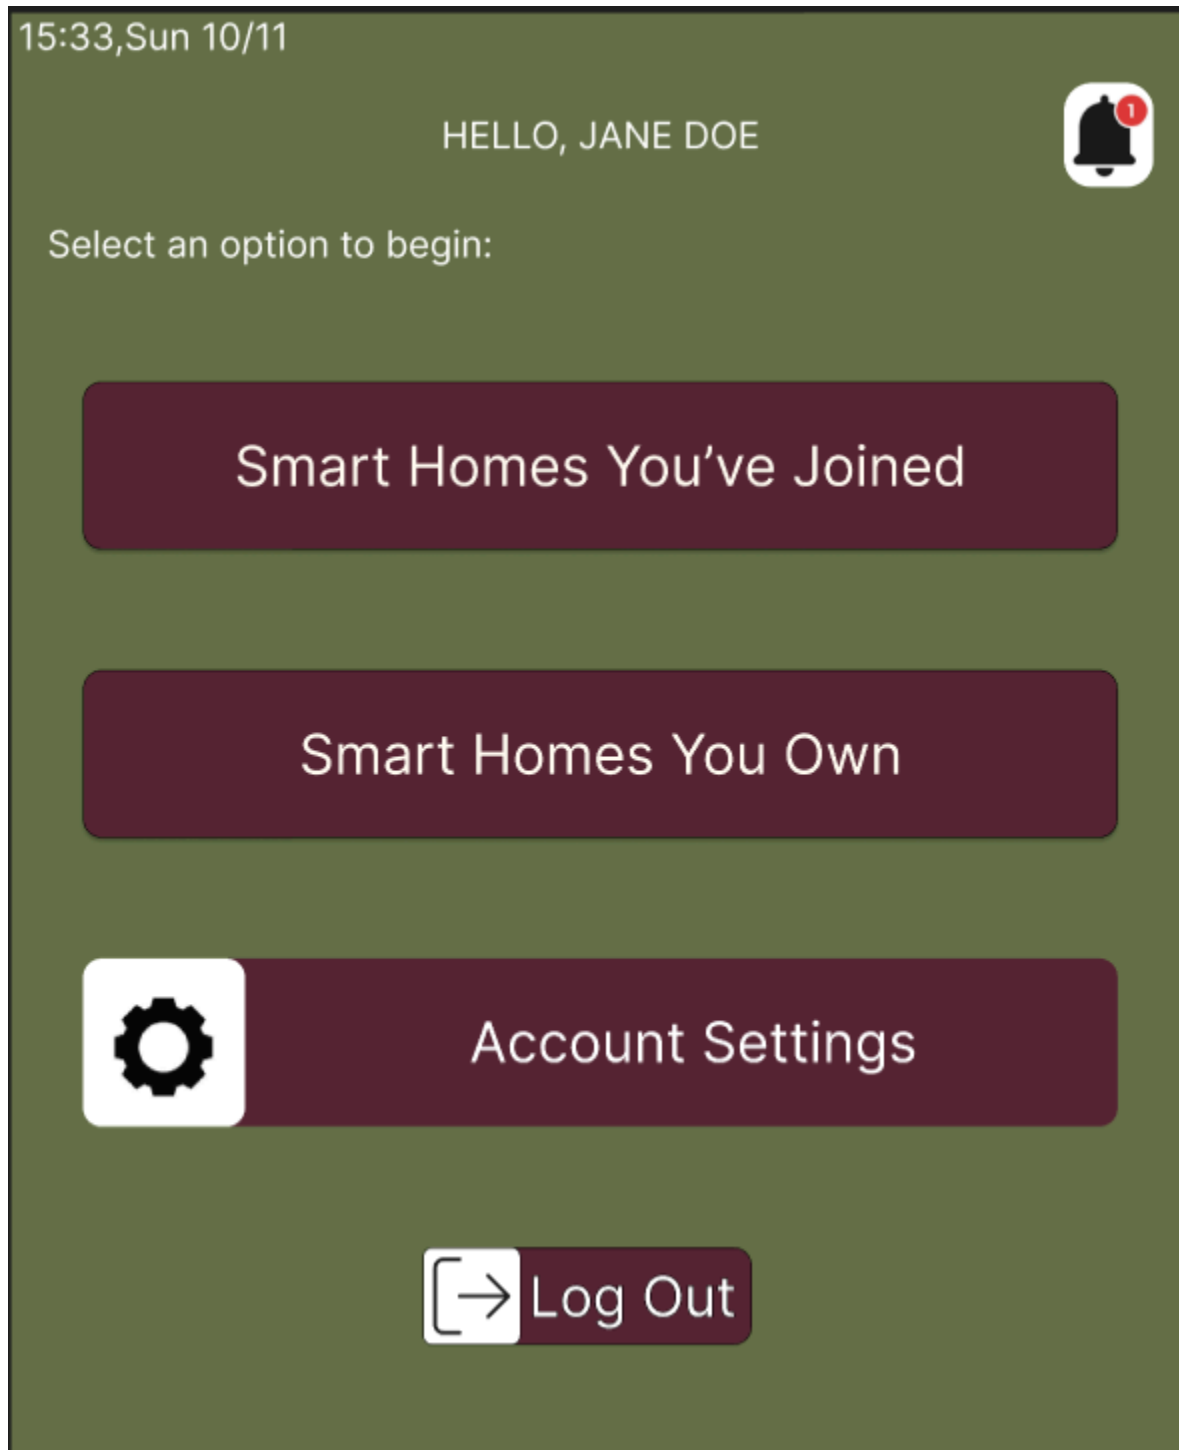 15:33,Sun 10/11
HELLO, JANE DOE
1
Select an option to begin:
Smart Homes You’ve Joined
Smart Homes You Own
Account Settings
Log Out